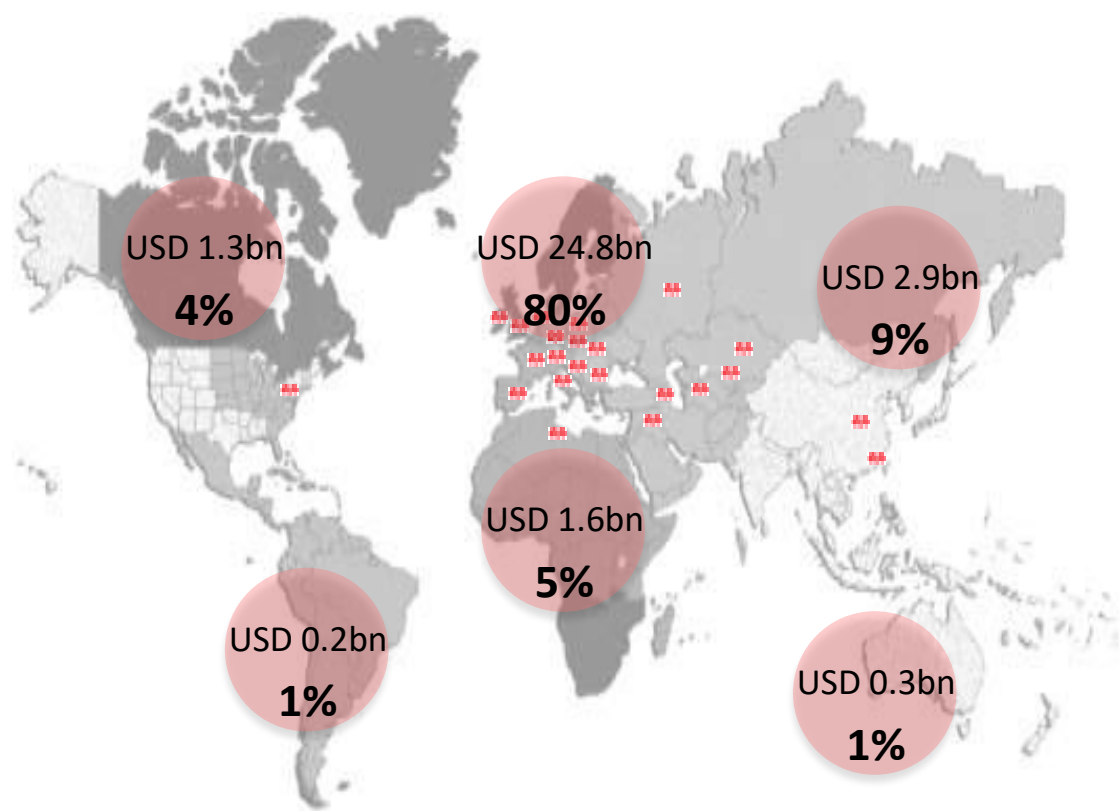 USD 1.3bn
4%
USD 24.8bn
80%
USD 2.9bn
9%
USD 1.6bn
5%
USD 0.2bn
1%
USD 0.3bn
1%